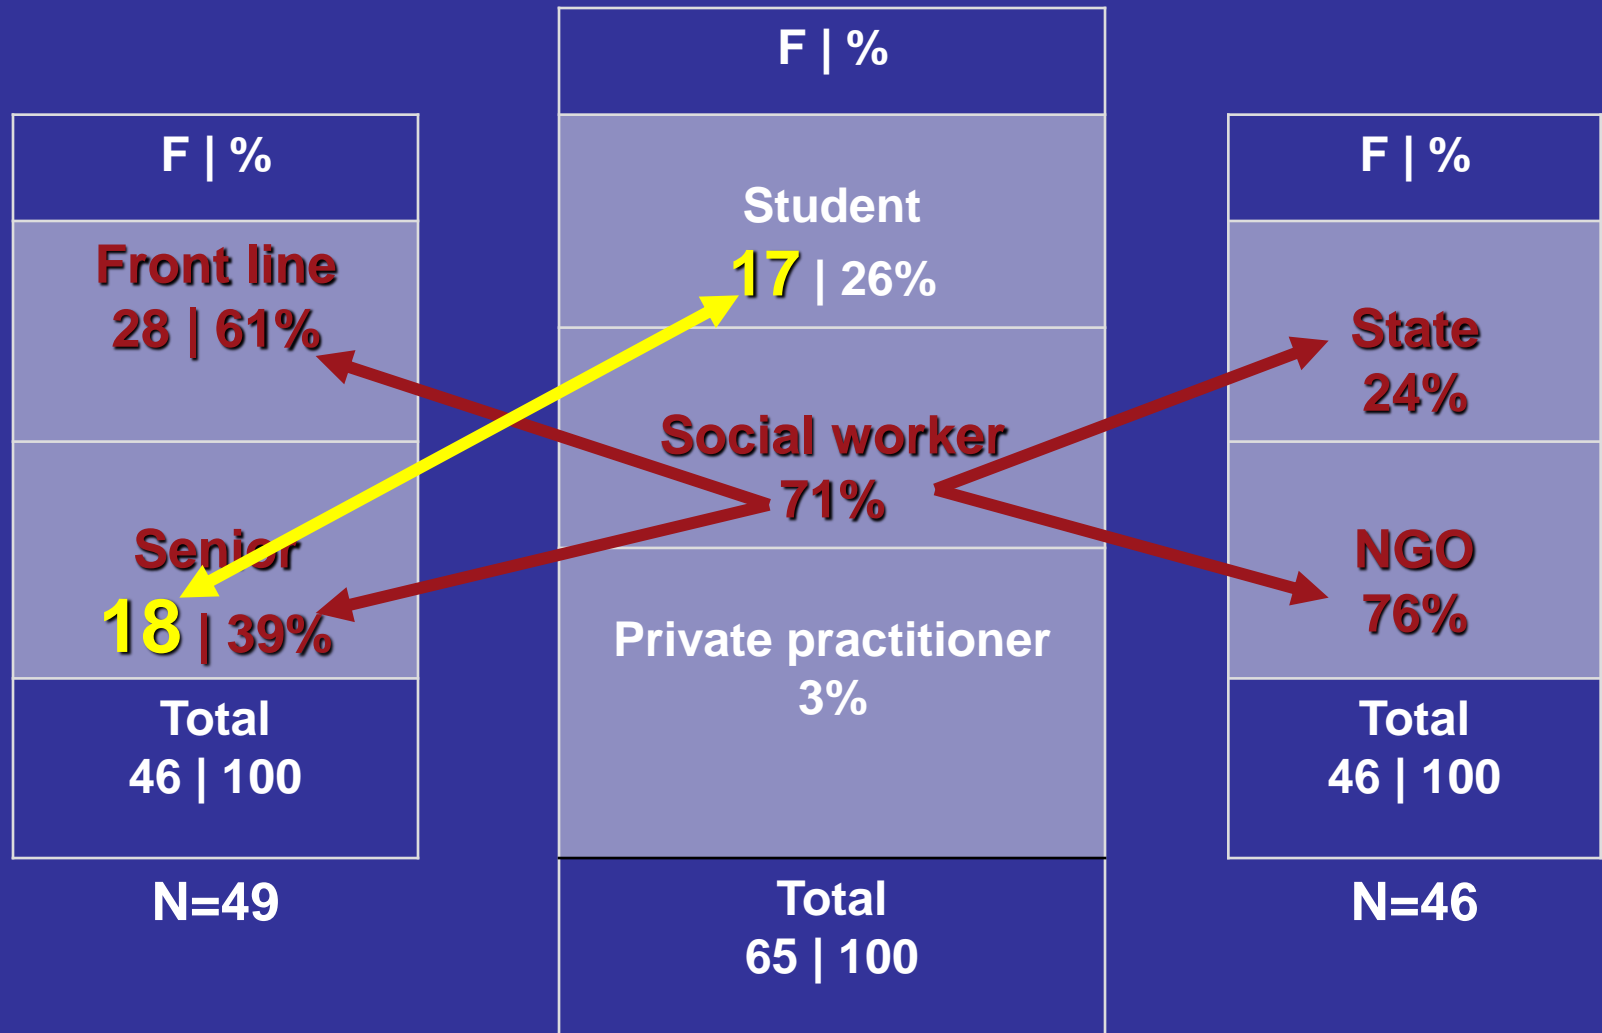 F | %
Front line
28 | 61%
Senior
18 | 39%
Total
46 | 100
N=49
F | %
Student
17 | 26%
Social worker
71%
Private practitioner
3%
Total
65 | 100
F | %
State
24%
NGO
76%
Total
46 | 100
N=46